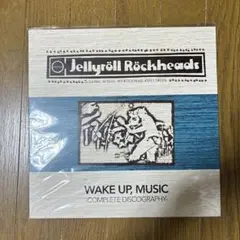 Jellyröll Röckheads
WAKE UP, MUSIC
-COMPLETE DISCOGRAPHY-